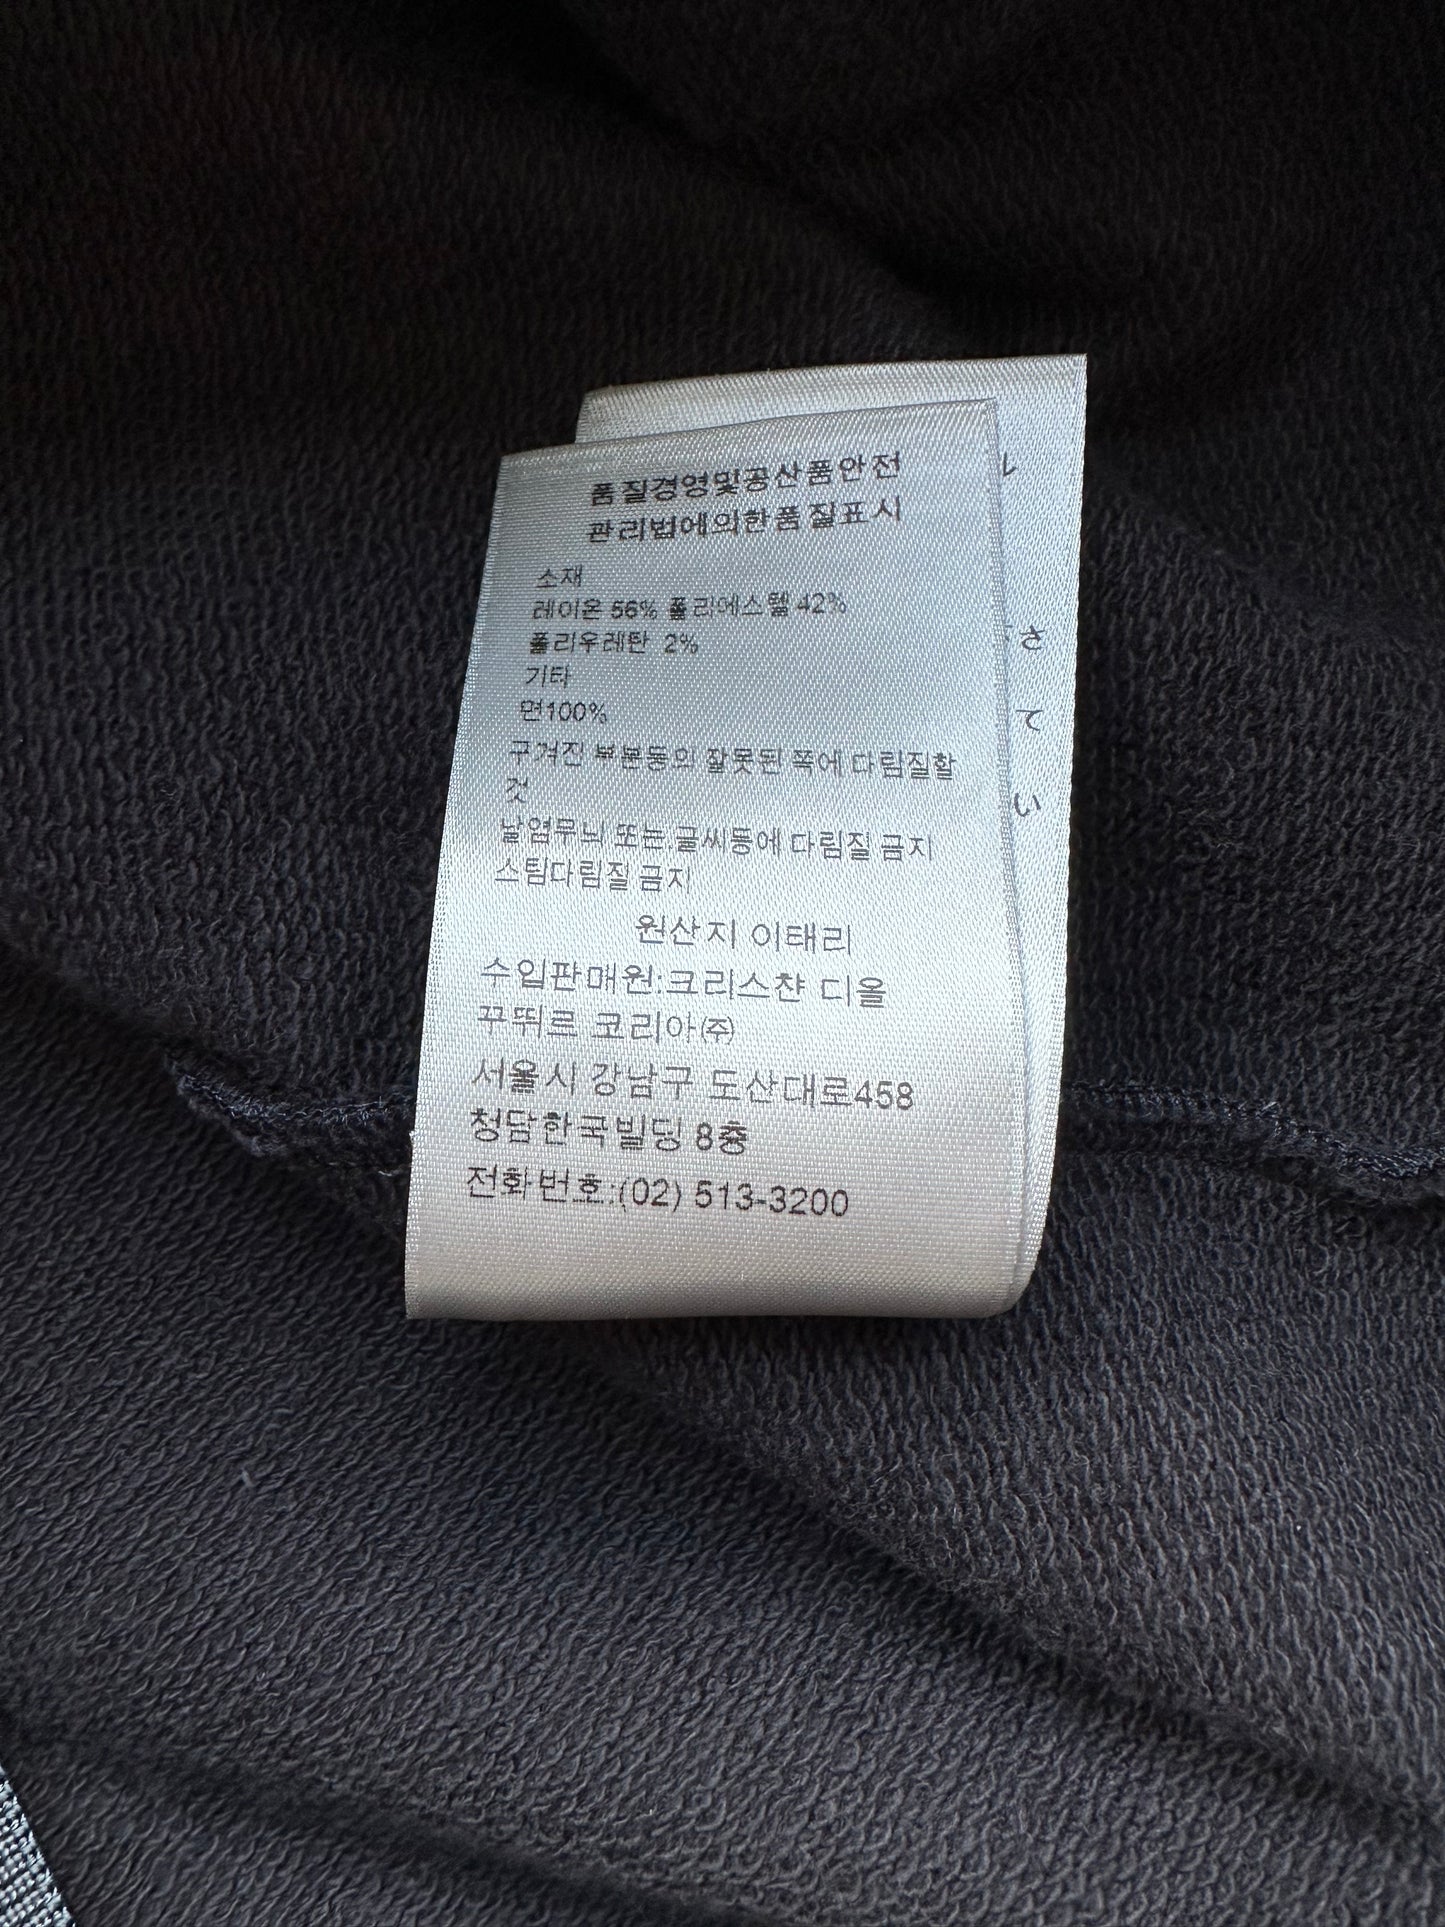 품질경영및공산품안전
관리법에의한품질표시
소재
레이온 56% 폴리에스텔 42%
폴리우레탄 2%
기타
면100%
구겨진 부분등의 잘못된 쪽에 다림질할
것
날염무늬 또는.글씨등에 다림질 금지
스팀다림질 금지
원산지 이태리
수입판매원:크리스챤 디올
꾸뛰르 코리아㈜
서울시 강남구 도산대로458
청담한국빌딩 8층
전화번호:(02) 513-3200
さ
て
い